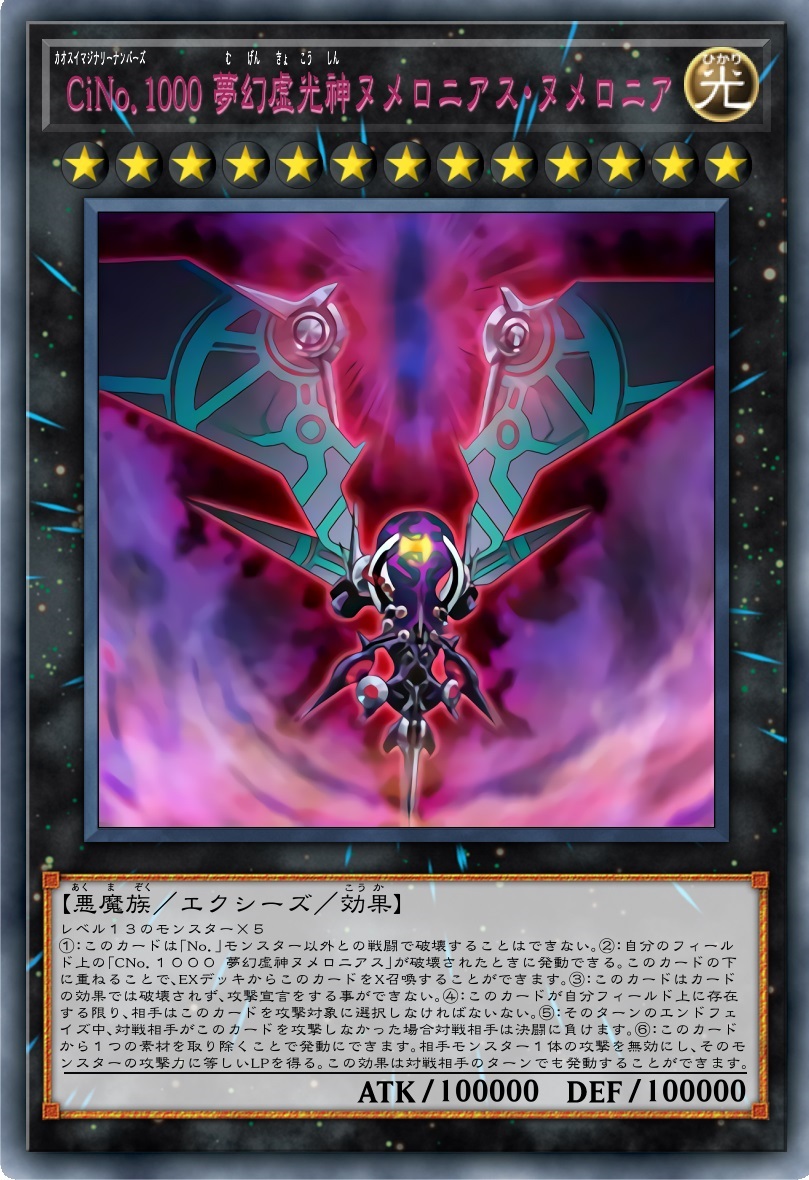 カオスイマジナリーナンバーズ む げん きょ こう しん
CiNo.1000 夢幻虚光神ヌメロニアス・ヌメロニア
ひかり
光
あく ま ぞく こう か
【悪魔族／エクシーズ／効果】
レベル１３のモンスター×５
①：このカードは「No.」モンスター以外との戦闘で破壊することはできない。②：自分のフィール
ド上の「CNo.１０００ 夢幻虚神ヌメロニアス」が破壊されたときに発動できる。このカードの下
に重ねることで、EXデッキからこのカードをX召喚することができます。③：このカードはカード
の効果では破壊されず、攻撃宣言をする事ができない。④：このカードが自分フィールド上に存在
する限り、相手はこのカードを攻撃対象に選択しなければないない。⑤：そのターンのエンドフェ
イズ中、対戦相手がこのカードを攻撃しなかった場合対戦相手は決闘に負けます。⑥：このカード
から１つの素材を取り除くことで発動にできます。相手モンスター１体の攻撃を無効にし、そのモ
ンスターの攻撃力に等しいLPを得る。この効果は対戦相手のターンでも発動することができます。
ATK/100000 DEF/100000